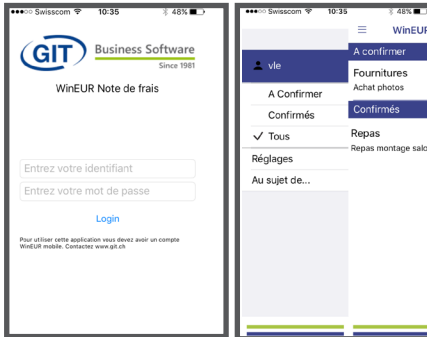 Swisscom 10:35 48%
GIT Business Software
Since 1981
WinEUR Note de frais
Entrez votre identifiant
Entrez votre mot de passe
Login
Pour utiliser cette application vous devez avoir un compte
WinEUR mobile. Contactez www.git.ch
Swisscom 10:35 48%
WinEUR
vle
A Confirmer
Confirmés
Tous
Réglages
Au sujet de...
A confirmer
Fournitures
Achat photos
Confirmés
Repas
Repas montage salo